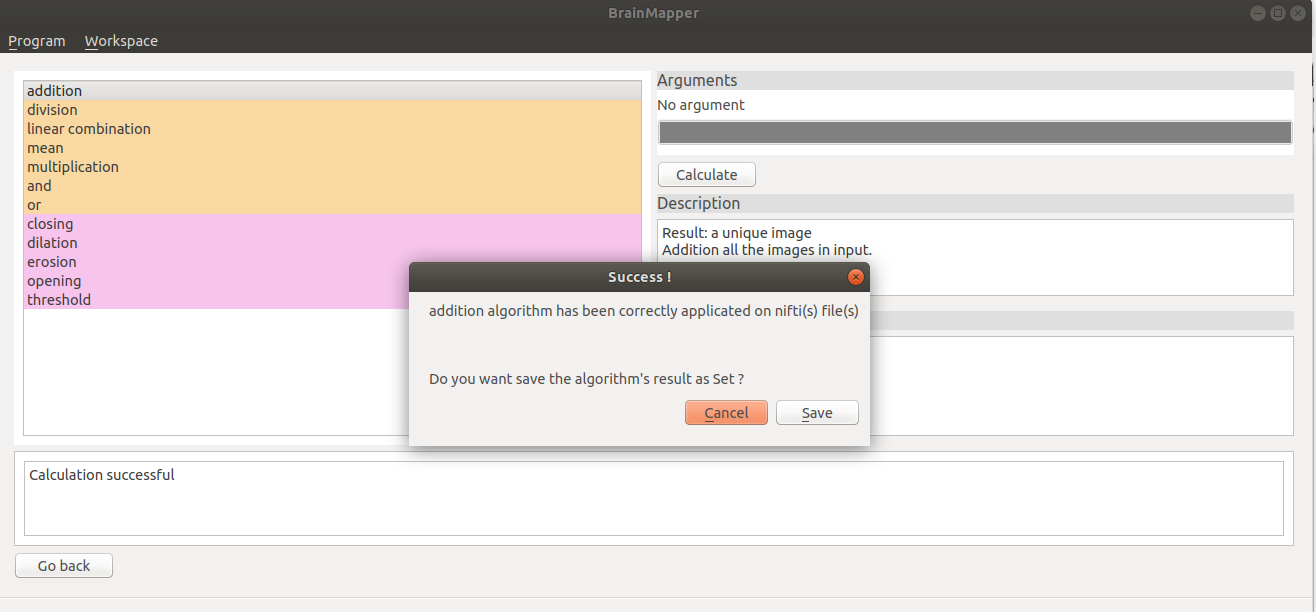 BrainMapper
Program Workspace
addition
division
linear combination
mean
multiplication
and
or
closing
dilation
erosion
opening
threshold
Arguments
No argument
Calculate
Description
Result: a unique image
Addition all the images in input.
Success !
addition algorithm has been correctly applicated on nifti(s) file(s)
Do you want save the algorithm's result as Set ?
Cancel Save
Calculation successful
Go back